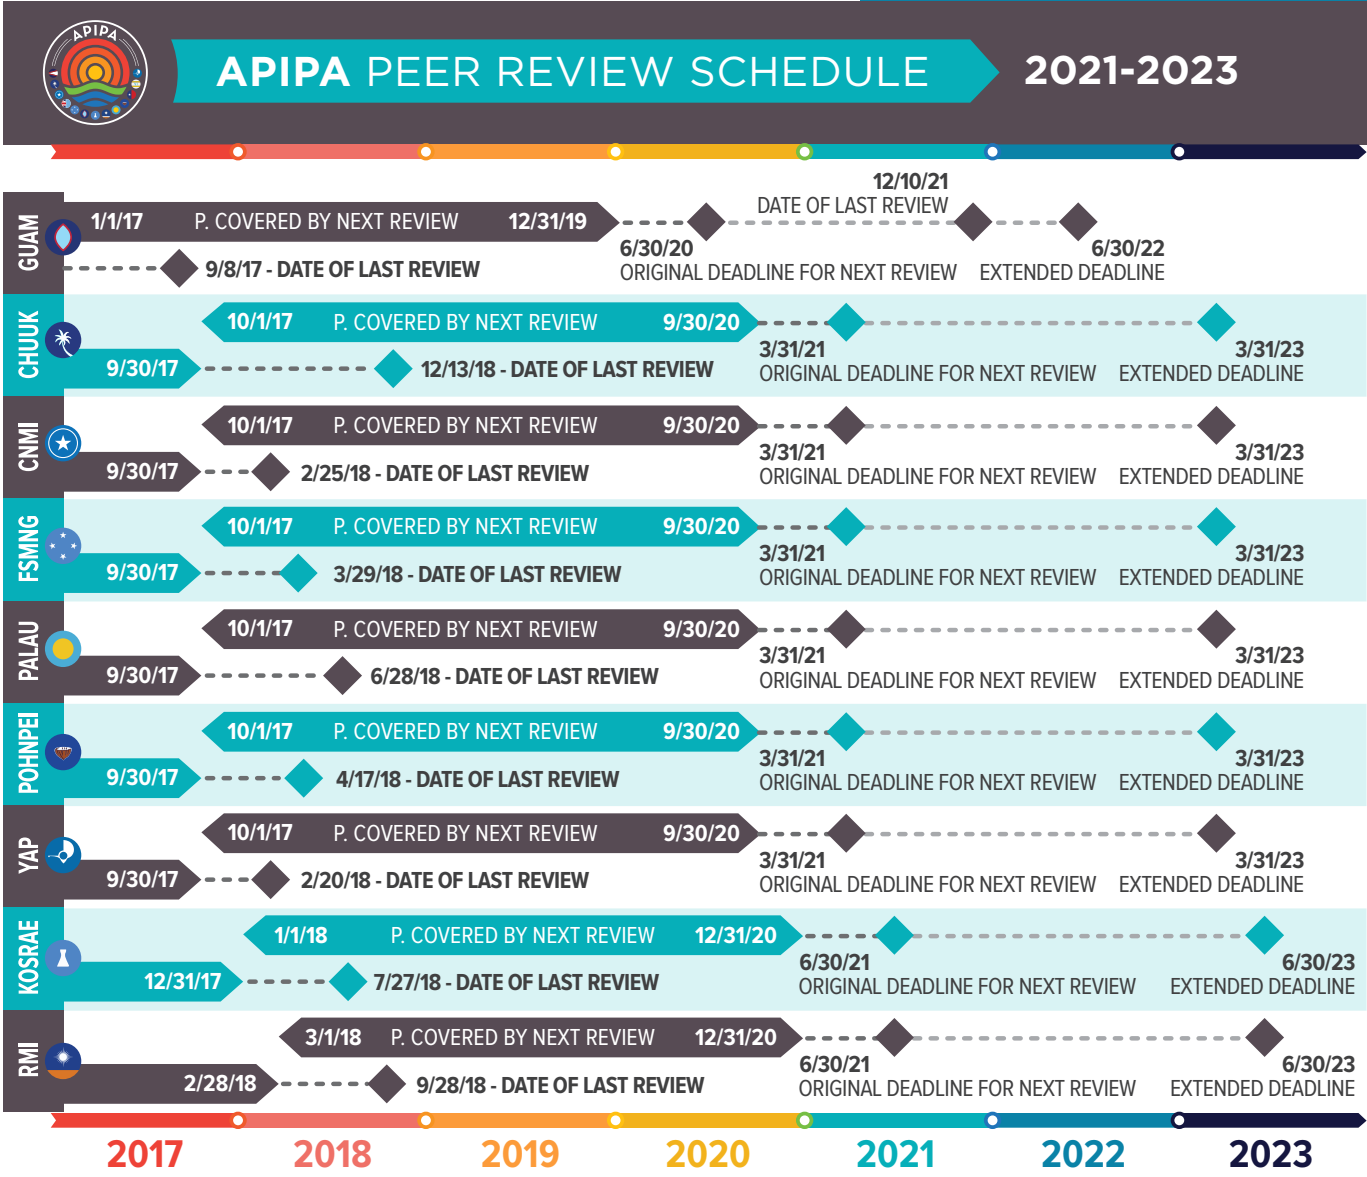 APIPA
APIPA PEER REVIEW SCHEDULE
2021-2023
GUAM
12/10/21
DATE OF LAST REVIEW
1/1/17 P. COVERED BY NEXT REVIEW 12/31/19
6/30/20
ORIGINAL DEADLINE FOR NEXT REVIEW
6/30/22
EXTENDED DEADLINE
9/8/17 - DATE OF LAST REVIEW
CHUUK
10/1/17 P. COVERED BY NEXT REVIEW 9/30/20
3/31/21
ORIGINAL DEADLINE FOR NEXT REVIEW
3/31/23
EXTENDED DEADLINE
9/30/17
12/13/18 - DATE OF LAST REVIEW
CNMI
10/1/17 P. COVERED BY NEXT REVIEW 9/30/20
3/31/21
ORIGINAL DEADLINE FOR NEXT REVIEW
3/31/23
EXTENDED DEADLINE
9/30/17
2/25/18 - DATE OF LAST REVIEW
FSMNG
10/1/17 P. COVERED BY NEXT REVIEW 9/30/20
3/31/21
ORIGINAL DEADLINE FOR NEXT REVIEW
3/31/23
EXTENDED DEADLINE
9/30/17
3/29/18 - DATE OF LAST REVIEW
PALAU
10/1/17 P. COVERED BY NEXT REVIEW 9/30/20
3/31/21
ORIGINAL DEADLINE FOR NEXT REVIEW
3/31/23
EXTENDED DEADLINE
9/30/17
6/28/18 - DATE OF LAST REVIEW
POHNPEI
10/1/17 P. COVERED BY NEXT REVIEW 9/30/20
3/31/21
ORIGINAL DEADLINE FOR NEXT REVIEW
3/31/23
EXTENDED DEADLINE
9/30/17
4/17/18 - DATE OF LAST REVIEW
YAP
10/1/17 P. COVERED BY NEXT REVIEW 9/30/20
3/31/21
ORIGINAL DEADLINE FOR NEXT REVIEW
3/31/23
EXTENDED DEADLINE
9/30/17
2/20/18 - DATE OF LAST REVIEW
KOSRAE
1/1/18 P. COVERED BY NEXT REVIEW 12/31/20
6/30/21
ORIGINAL DEADLINE FOR NEXT REVIEW
6/30/23
EXTENDED DEADLINE
12/31/17
7/27/18 - DATE OF LAST REVIEW
RMI
3/1/18 P. COVERED BY NEXT REVIEW 12/31/20
6/30/21
ORIGINAL DEADLINE FOR NEXT REVIEW
6/30/23
EXTENDED DEADLINE
2/28/18
9/28/18 - DATE OF LAST REVIEW
2017 2018 2019 2020 2021 2022 2023